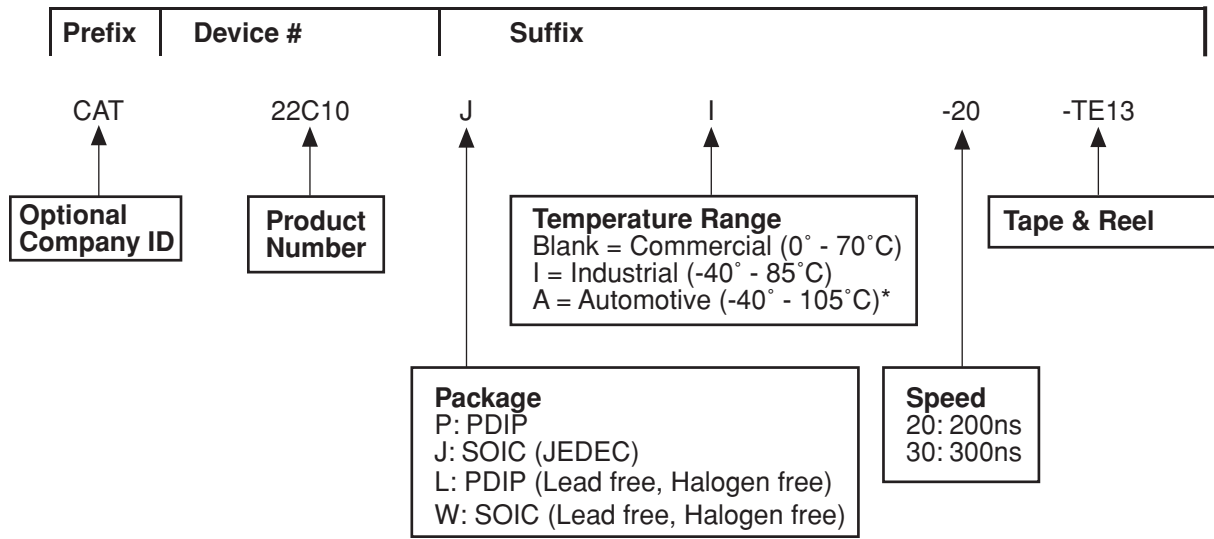 Prefix Device # Suffix
CAT 22C10 J I -20 -TE13
Optional
Company ID
Product
Number
Temperature Range
Blank = Commercial (0˚ - 70˚C)
I = Industrial (-40˚ - 85˚C)
A = Automotive (-40˚ - 105˚C)*
Tape & Reel
Package
P: PDIP
J: SOIC (JEDEC)
L: PDIP (Lead free, Halogen free)
W: SOIC (Lead free, Halogen free)
Speed
20: 200ns
30: 300ns